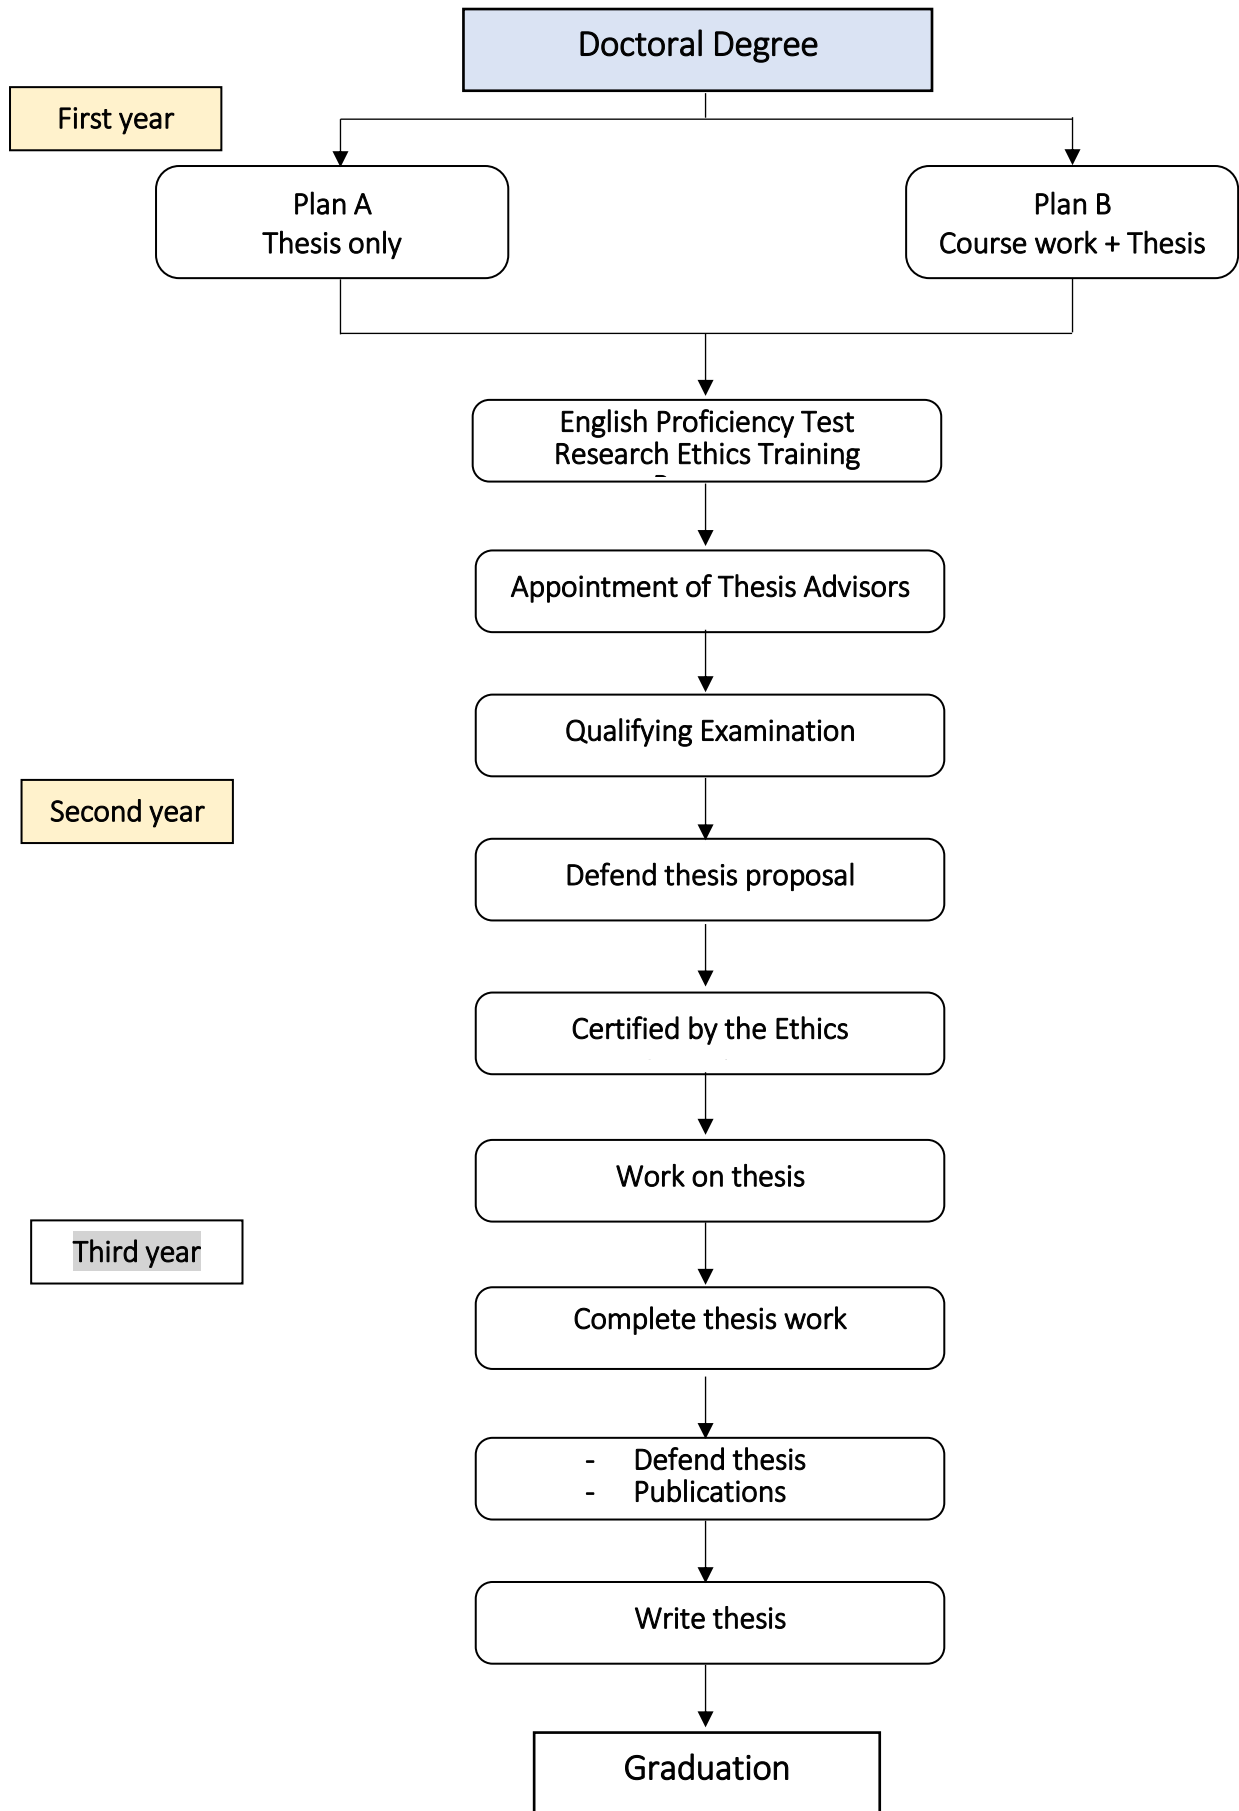 Doctoral Degree
First year
Plan A
Thesis only
Plan B
Course work + Thesis
English Proficiency Test
Research Ethics Training
Appointment of Thesis Advisors
Qualifying Examination
Second year
Defend thesis proposal
Certified by the Ethics
Work on thesis
Third year
Complete thesis work
- Defend thesis
- Publications
Write thesis
Graduation